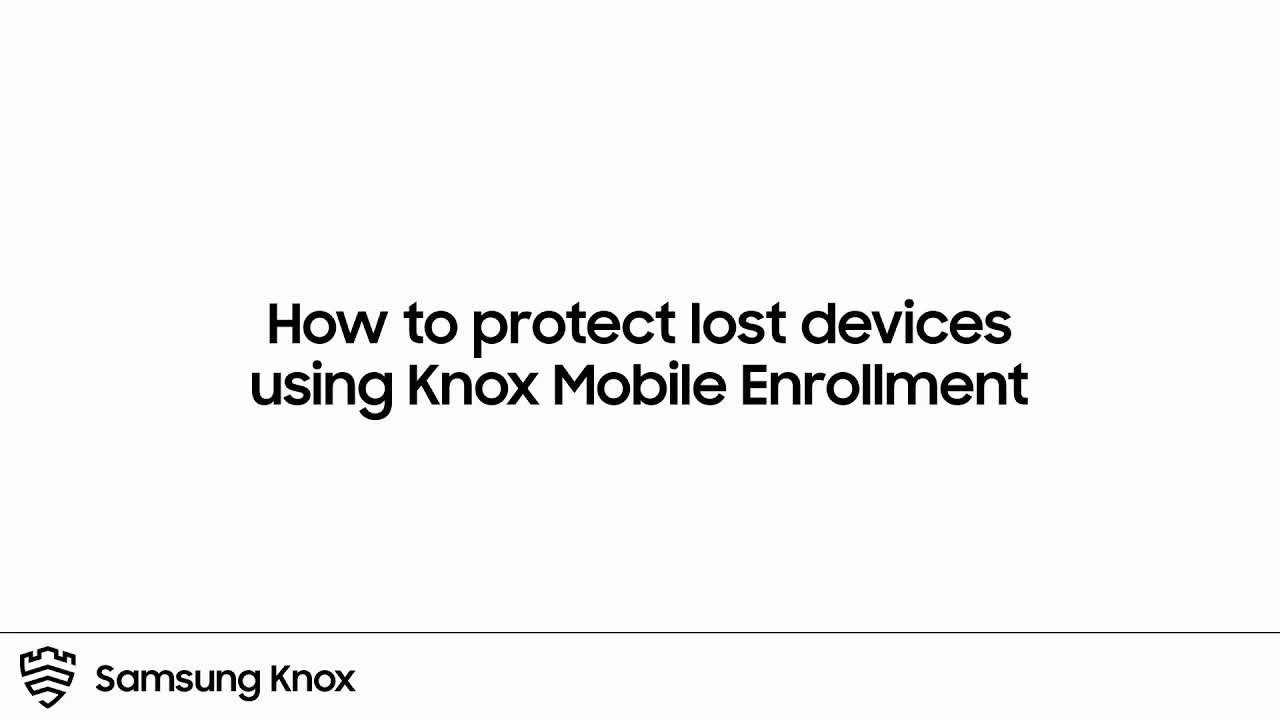 How to protect lost devices
using Knox Mobile Enrollment
Samsung Knox